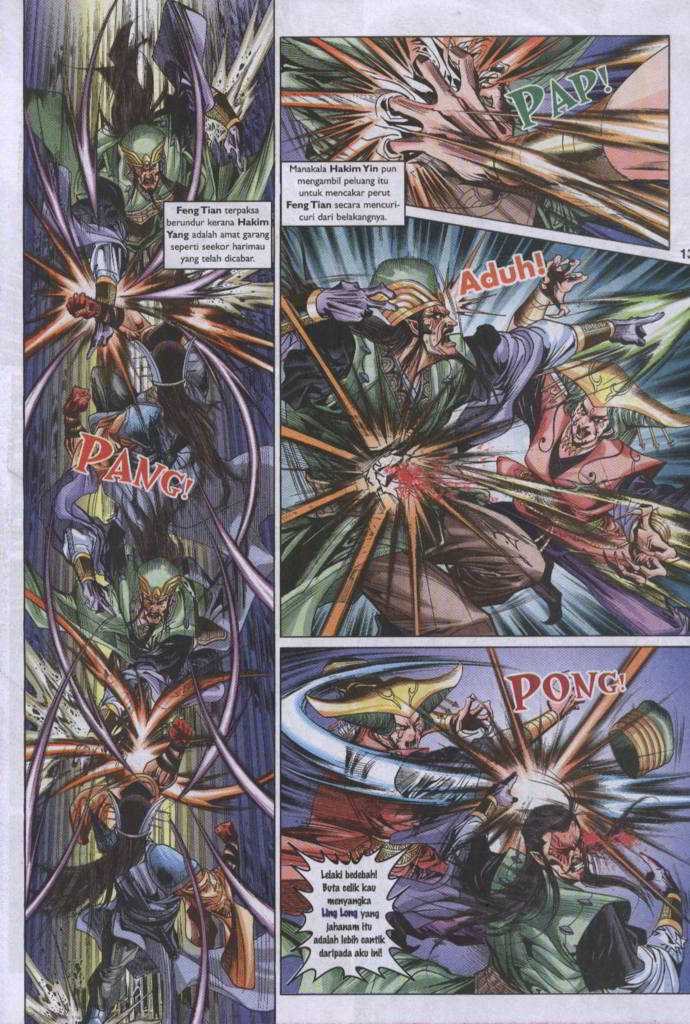 Feng Tian terpaksa
berundur kerana Hakim
Yang adalah amat garang
seperti seekor harimau
yang telah dicabar.
PANG!
PAP!
Manakala Hakim Yin pun
mengambil peluang itu
untuk mencakar perut
Feng Tian secara mencuri-
curi dari belakangnya.
Aduh!
PONG!
Lelaki bedebah!
Buta celik kau
menyangka
Ling Long yang
jahanam itu
adalah lebih cantik
daripada aku ini!